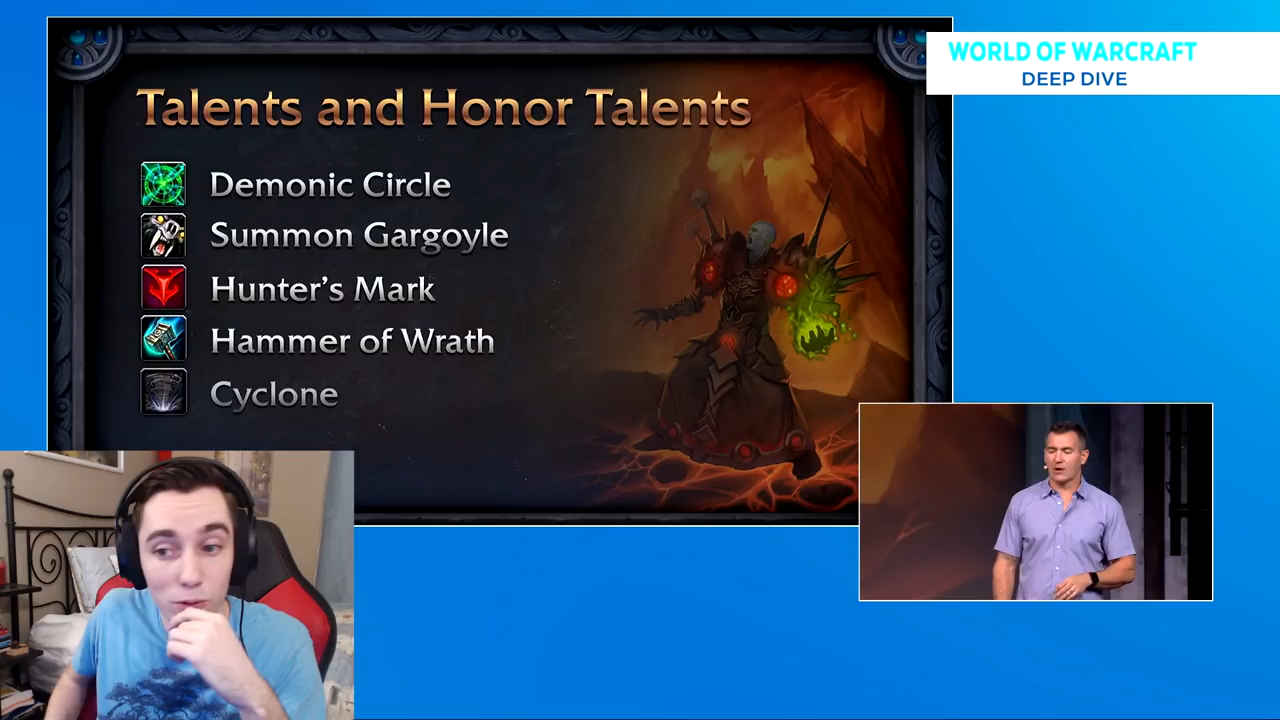 WORLD OF WARCRAFT
DEEP DIVE
Talents and Honor Talents
Demonic Circle
Summon Gargoyle
Hunter's Mark
Hammer of Wrath
Cyclone